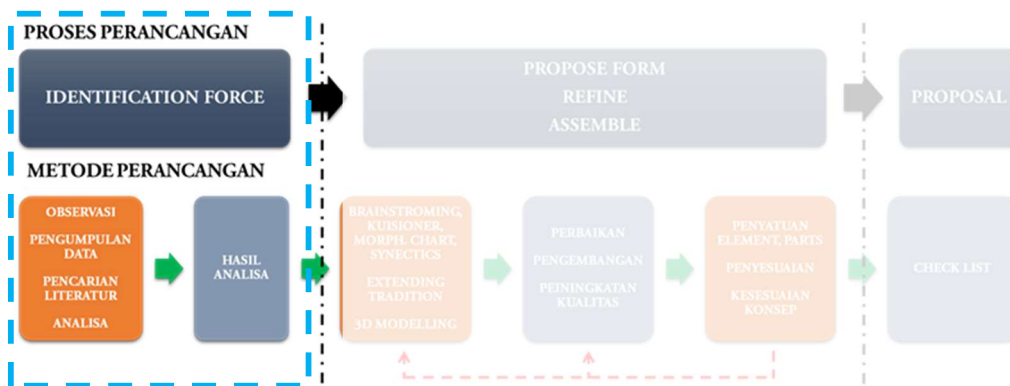 PROSES PERANCANGAN
IDENTIFICATION FORCE
PROPOSE FORM
REFINE
ASSEMBLE
PROPOSAL
METODE PERANCANGAN
OBSERVASI
PENGUMPULAN
DATA
PENCARIAN
LITERATUR
ANALISA
HASIL
ANALISA
BRAINSTROMING,
KUISIONER,
MORPH. CHART,
SYNECTICS
EXTENDING
TRADITION
3D MODELLING
PERBAIKAN
PENGEMBANGAN
PEININGKATAN
KUALITAS
PENYATUAN
ELEMENT, PARTS
PENYESUAIAN
KESESUAIAN
KONSEP
CHECK LIST